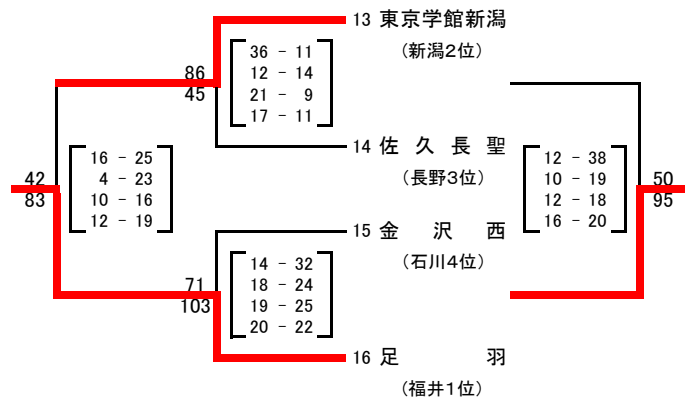 13 東京学館新潟
(新潟2位)
86
45
36 - 11
12 - 14
21 - 9
17 - 11
14 佐久長聖
(長野3位)
42
83
16 - 25
4 - 23
10 - 16
12 - 19
12 - 38
10 - 19
12 - 18
16 - 20
50
95
15 金沢西
(石川4位)
71
103
14 - 32
18 - 24
19 - 25
20 - 22
16 足羽
(福井1位)